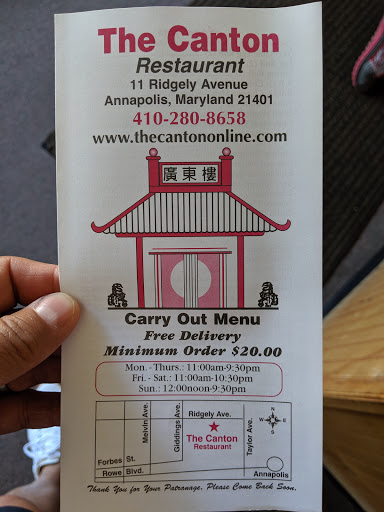 The Canton
Restaurant
11 Ridgely Avenue
Annapolis, Maryland 21401
410-280-8658
www.thecantononline.com
廣東樓
Carry Out Menu
Free Delivery
Minimum Order $20.00
Mon. - Thurs.: 11:00am-9:30pm
Fri. - Sat.: 11:00am-10:30pm
Sun.: 12:00noon-9:30pm
Melvin Ave.
Giddings Ave.
Ridgely Ave.
The Canton
Restaurant
Taylor Ave.
N
W E
S
Forbes St.
Rowe Blvd.
Annapolis
Thank You for Your Patranage, Please Come Back Soon.